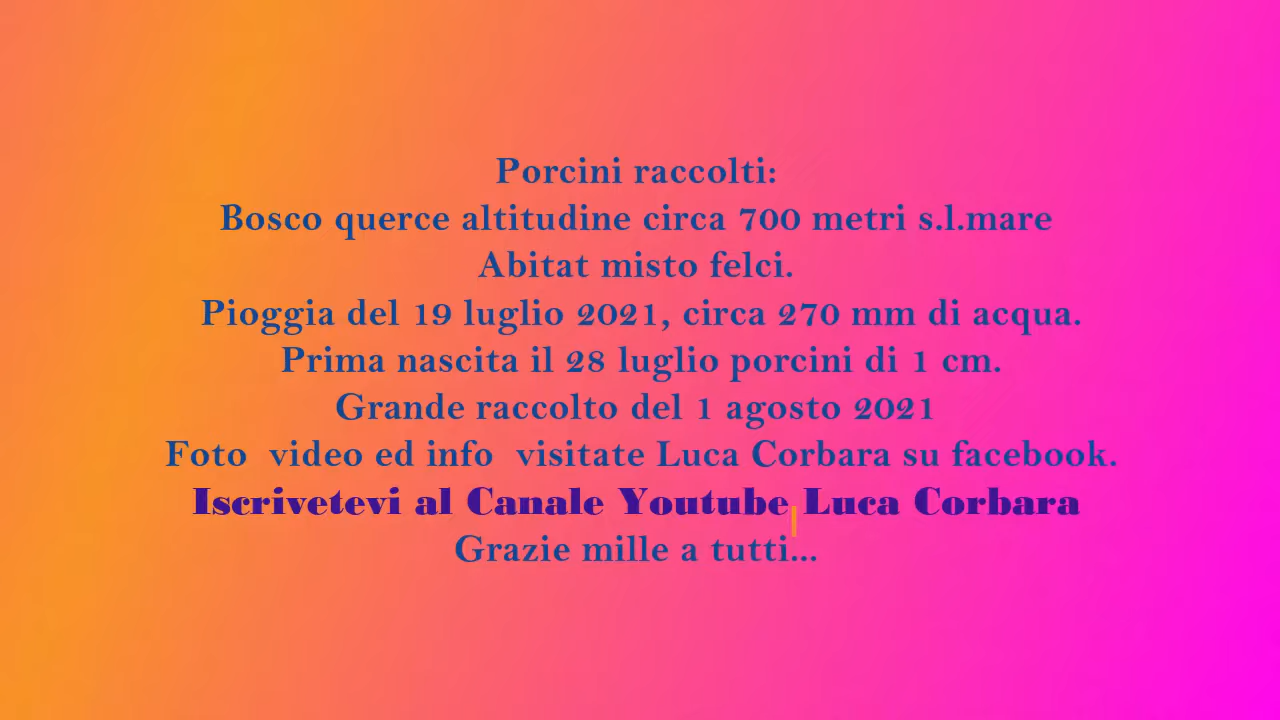 Porcini raccolti:
Bosco querce altitudine circa 700 metri s.l.mare
Abitat misto felci.
Pioggia del 19 luglio 2021, circa 270 mm di acqua.
Prima nascita il 28 luglio porcini di 1 cm.
Grande raccolto del 1 agosto 2021
Foto  video ed info  visitate Luca Corbara su facebook.
Iscrivetevi al Canale Youtube Luca Corbara
Grazie mille a tutti...